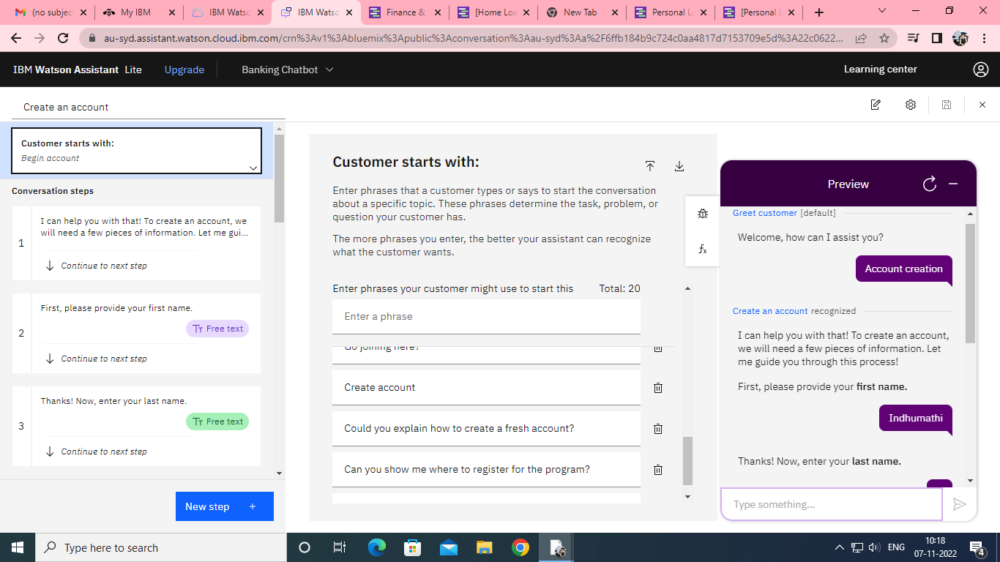 (no subjec
My IBM
IBM Watso
IBM Watso
Finance &
[Home Loa
New Tab
Personal Lo
[Personal L
au-syd.assistant.watson.cloud.ibm.com/crn%3Av1%3Abluemix%3Apublic%3Aconversation%3Aau-syd%3Aa%2F6ffb184b9c724c0aa4817d7153709e5d%3A22c0622...
IBM Watson Assistant Lite
Upgrade
Banking Chatbot
Learning center
Create an account
Customer starts with:
Begin account
Conversation steps
1
I can help you with that! To create an account, we
will need a few pieces of information. Let me gui...
Continue to next step
2
First, please provide your first name.
Free text
Continue to next step
3
Thanks! Now, enter your last name.
Free text
Continue to next step
New step +
Customer starts with:
Enter phrases that a customer types or says to start the conversation
about a specific topic. These phrases determine the task, problem, or
question your customer has.
The more phrases you enter, the better your assistant can recognize
what the customer wants.
Enter phrases your customer might use to start this
Total: 20
Enter a phrase
Go joining here?
Create account
Could you explain how to create a fresh account?
Can you show me where to register for the program?
fx
Preview
Greet customer [default]
Welcome, how can I assist you?
Account creation
Create an account recognized
I can help you with that! To create an account,
we will need a few pieces of information. Let
me guide you through this process!
First, please provide your first name.
Indhumathi
Thanks! Now, enter your last name.
Type something...
Type here to search
ENG
10:18
07-11-2022
4